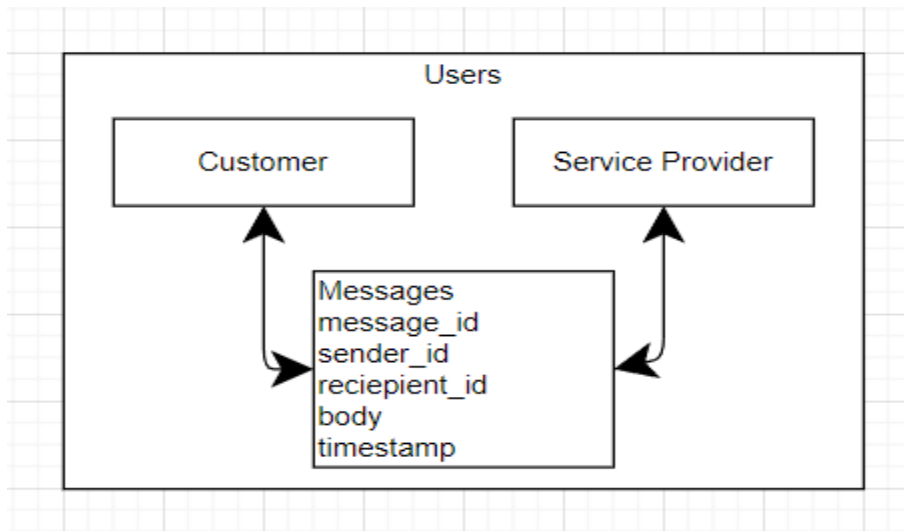 Users
Customer
Service Provider
Messages
message_id
sender_id
reciepient_id
body
timestamp